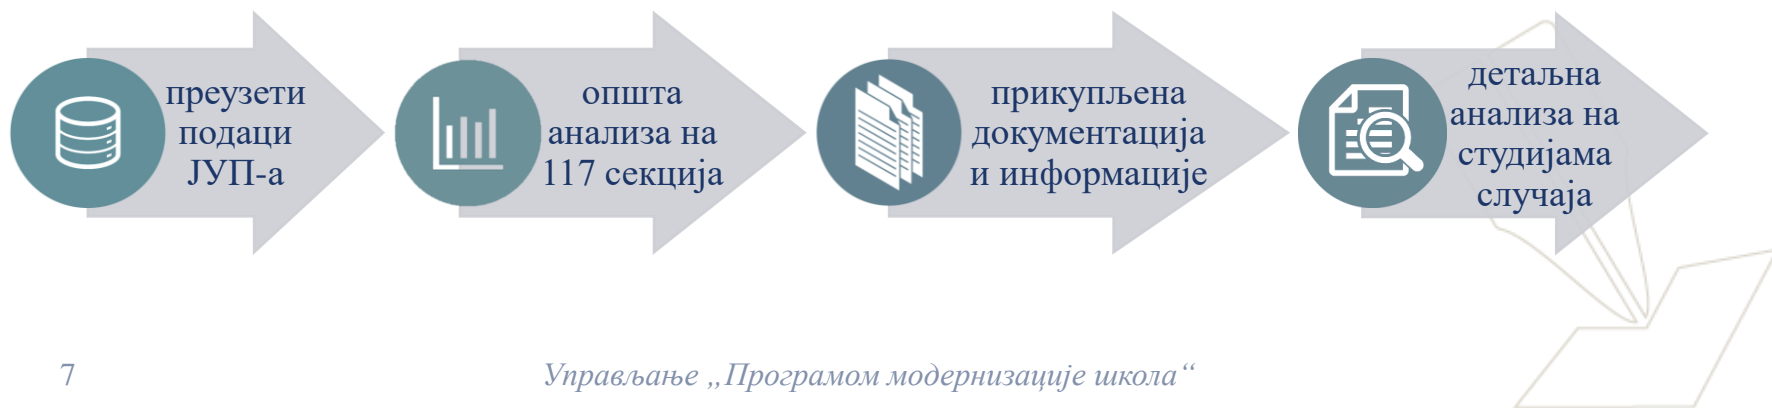 преузети
подаци
ЈУП-а
општа
анализа на
117 секција
прикупљена
документација
и информације
детаљна
анализа на
студијама
случаја
7
Управљање „Програмом модернизације школа“